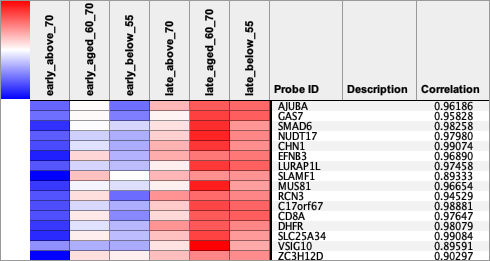 early_above_70
early_aged_60_70
early_below_55
late_above_70
late_aged_60_70
late_below_55
Probe ID Description Correlation
AJUBA 0.96186
GAS7 0.95828
SMAD6 0.98258
NUDT17 0.97980
CHN1 0.99074
EFNB3 0.96890
LURAP1L 0.97458
SLAMF1 0.89333
MUS81 0.96654
RCN3 0.94529
C17orf67 0.98881
CD8A 0.97647
DHFR 0.98079
SLC25A34 0.99084
VSIG10 0.89591
ZC3H12D 0.90297